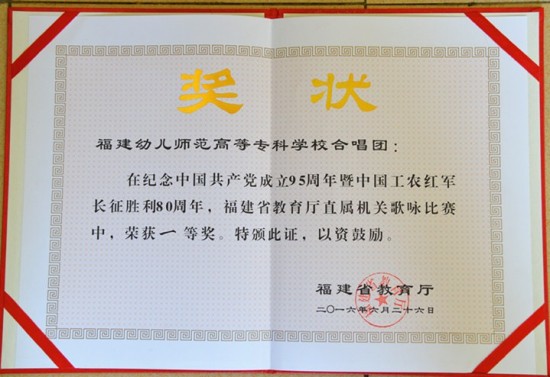 奖状
福建幼儿师范高等专科学校合唱团：
在纪念中国共产党成立95周年暨中国工农红军
长征胜利80周年，福建省教育厅直属机关歌咏比赛
中，荣获一等奖。特颁此证，以资鼓励。
福建省教育厅
二〇一六年六月二十六日